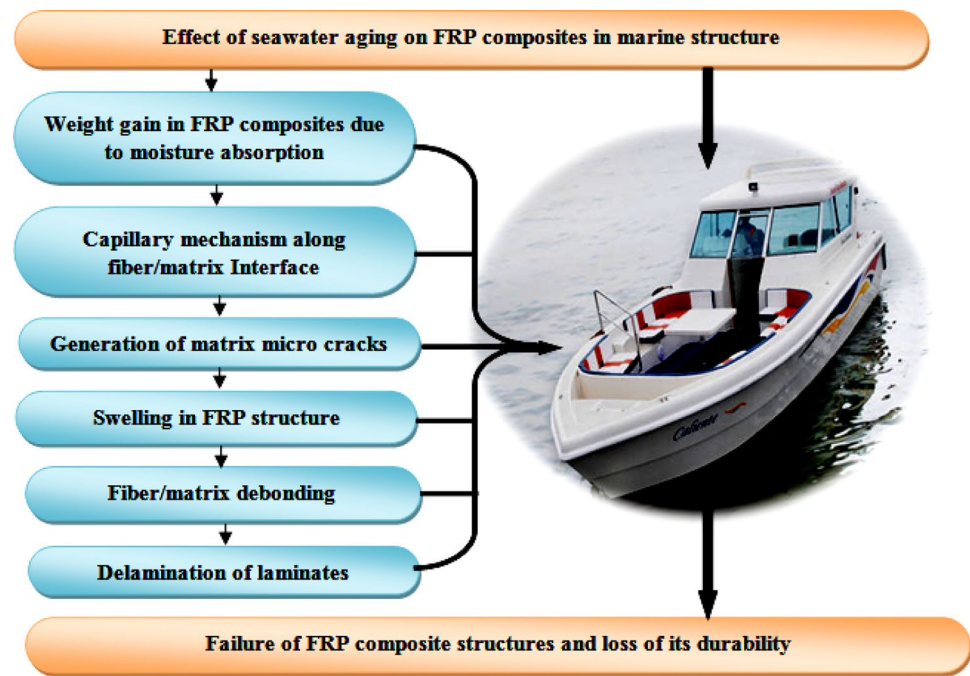 Effect of seawater aging on FRP composites in marine structure
Weight gain in FRP composites due
to moisture absorption
Capillary mechanism along
fiber/matrix Interface
Generation of matrix micro cracks
Swelling in FRP structure
Fiber/matrix debonding
Delamination of laminates
Caliente
Failure of FRP composite structures and loss of its durability